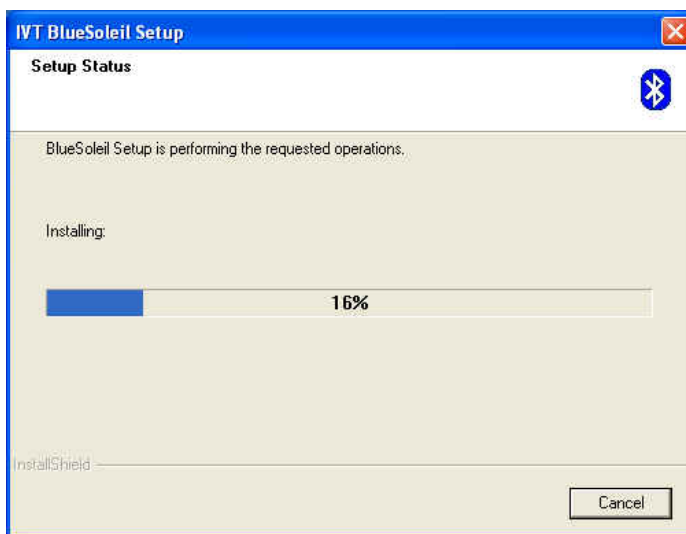 IVT BlueSoleil Setup
Setup Status
BlueSoleil Setup is performing the requested operations.
Installing:
16%
InstallShield
Cancel